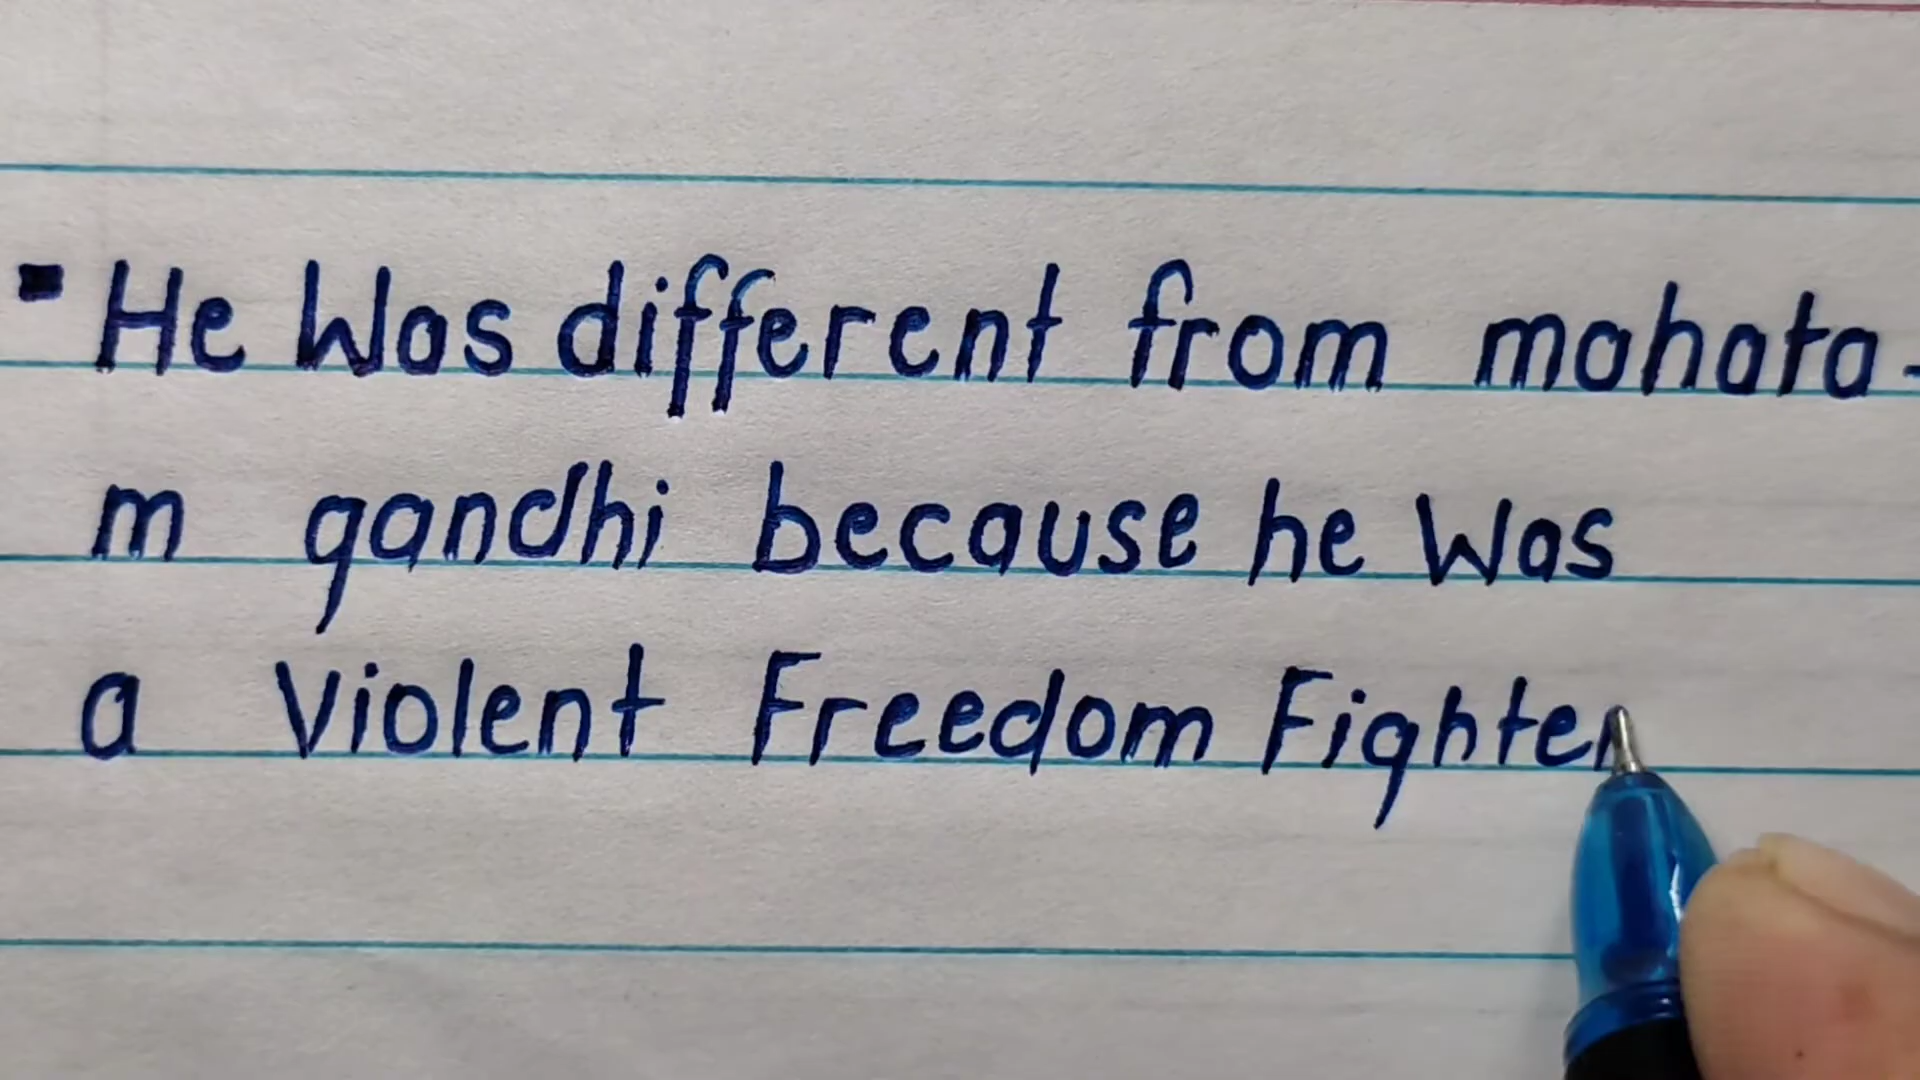 ▪He Was different from mahata-
m gandhi because he Was
a Violent Freedom Fighter